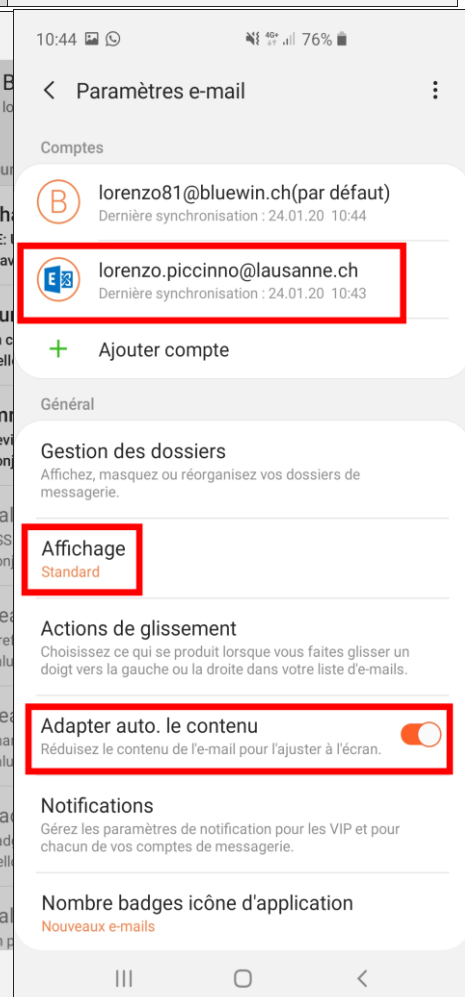 10:44 4G+ 76%
Paramètres e-mail
Comptes
B lorenzo81@bluewin.ch(par défaut)
Dernière synchronisation : 24.01.20 10:44
lorenzo.piccinno@lausanne.ch
Dernière synchronisation : 24.01.20 10:43
+ Ajouter compte
Général
Gestion des dossiers
Affichez, masquez ou réorganisez vos dossiers de
messagerie.
Affichage
Standard
Actions de glissement
Choisissez ce qui se produit lorsque vous faites glisser un
doigt vers la gauche ou la droite dans votre liste d'e-mails.
Adapter auto. le contenu
Réduisez le contenu de l'e-mail pour l'ajuster à l'écran.
Notifications
Gérez les paramètres de notification pour les VIP et pour
chacun de vos comptes de messagerie.
Nombre badges icône d'application
Nouveaux e-mails